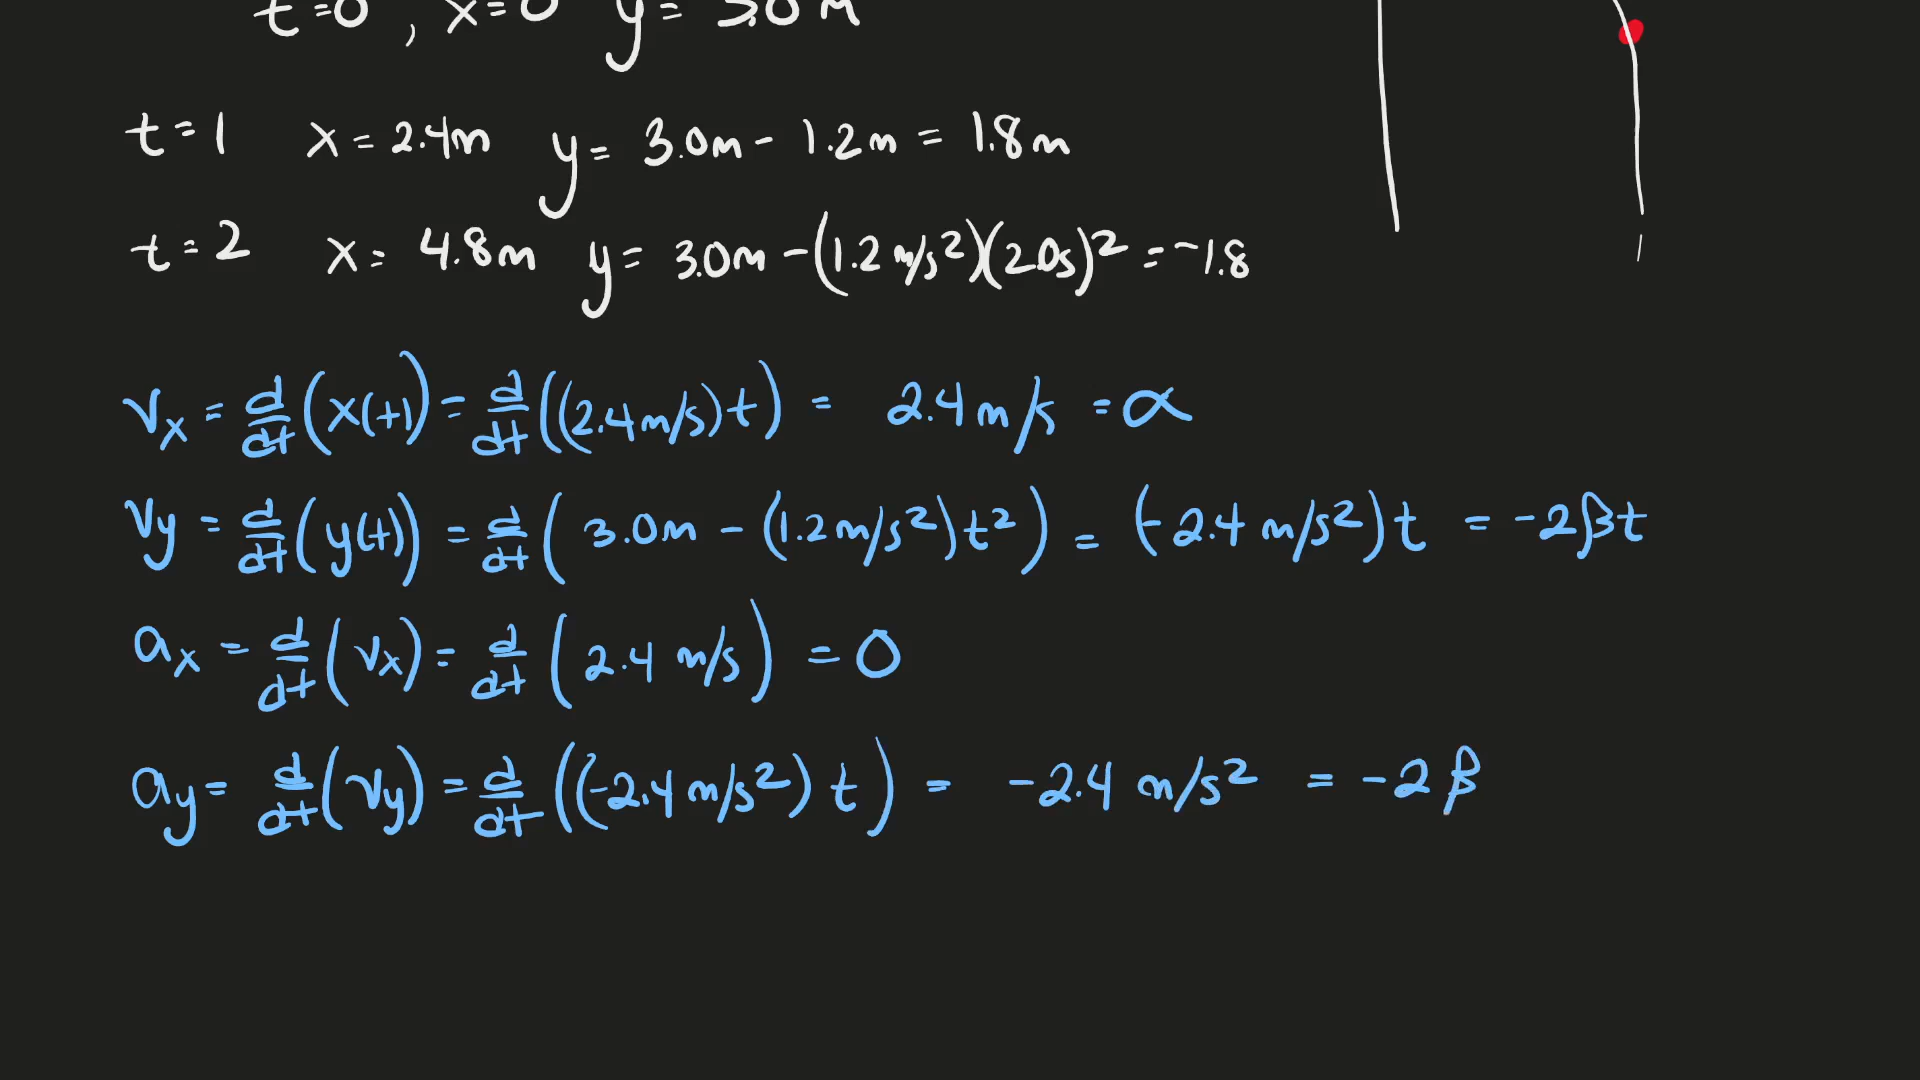 t=0, x=0 y= 3.0 m
t=1 x=2.4m y= 3.0m - 1.2m = 1.8m
t=2 x= 4.8m y= 3.0m -(1.2 m/s²)(2.0s)² = -1.8
vₓ = d/dt (x(t)) = d/dt ((2.4m/s)t) = 2.4 m/s = α
vy = d/dt (y(t)) = d/dt (3.0m - (1.2m/s²)t²) = (-2.4 m/s²)t = -2βt
aₓ = d/dt (vₓ) = d/dt (2.4 m/s) = 0
ay = d/dt (vy) = d/dt ((-2.4 m/s²) t) = -2.4 m/s² = -2β